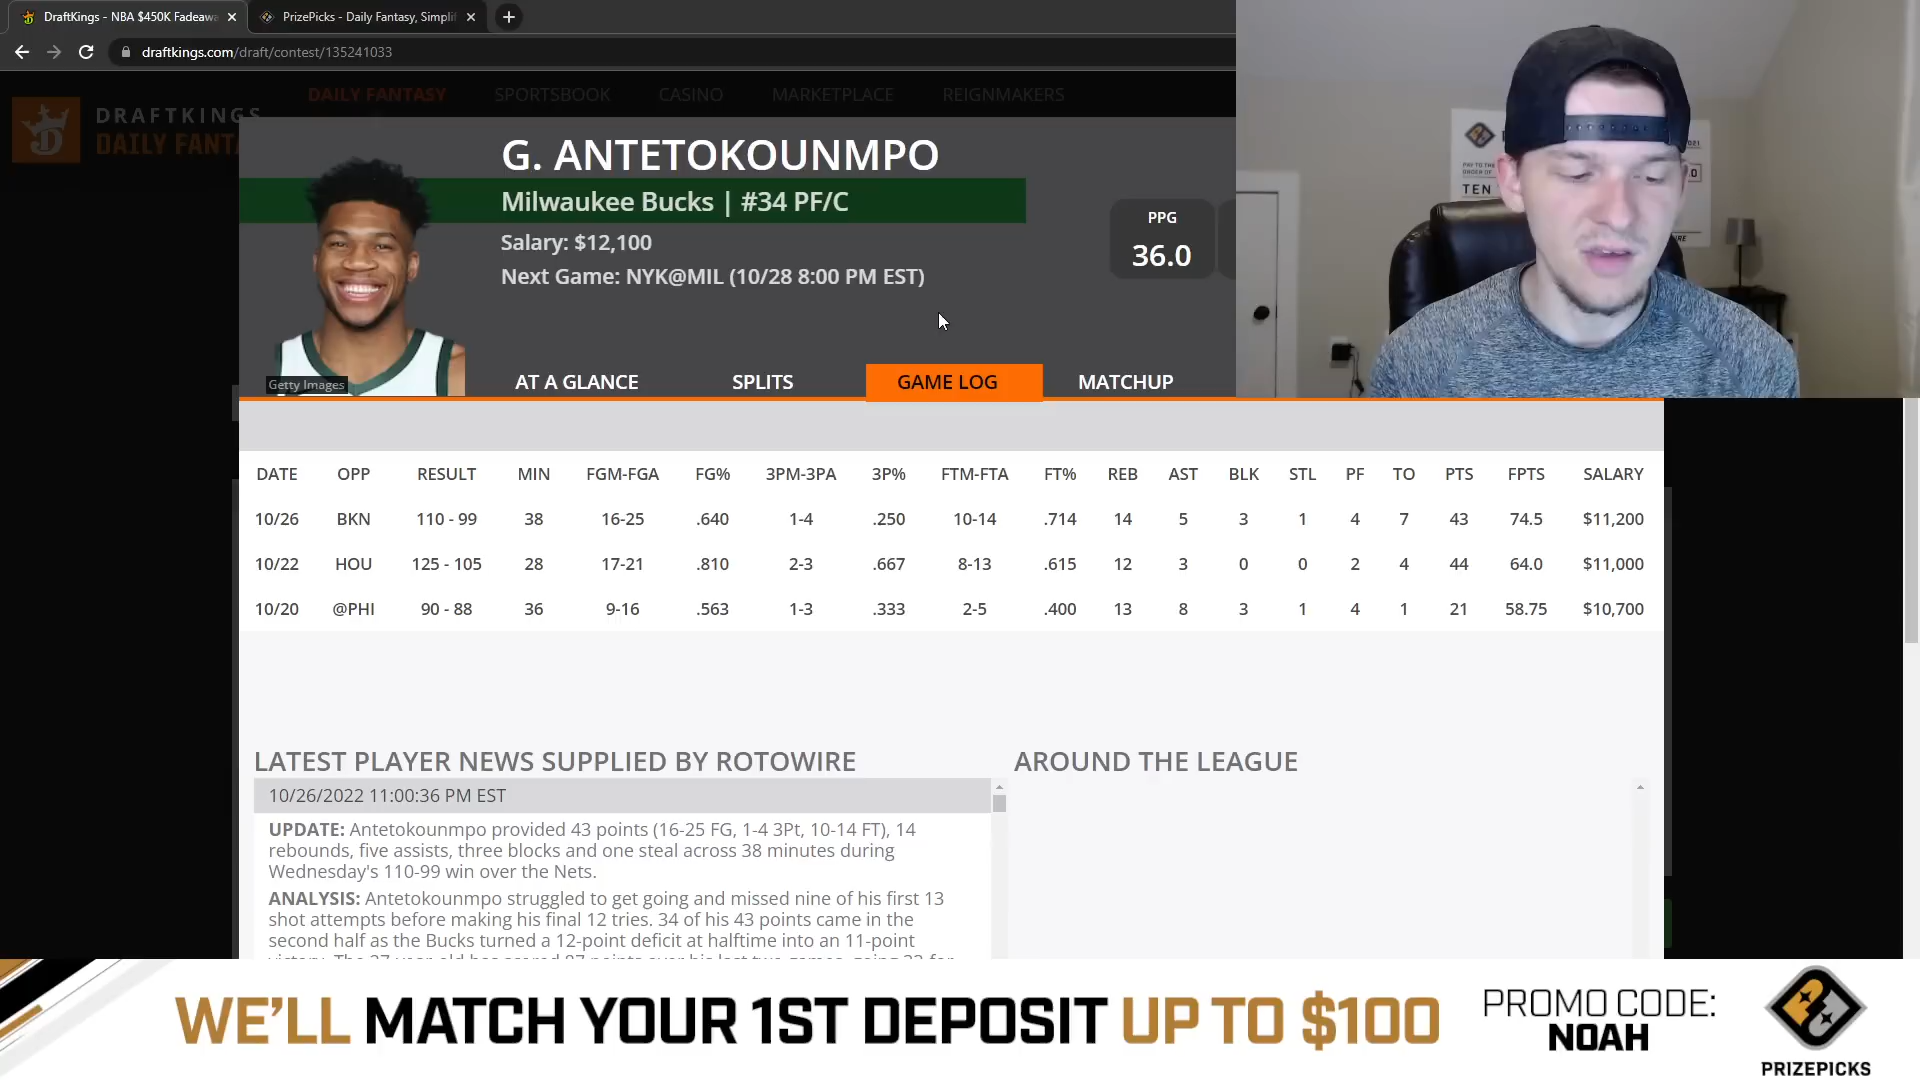 DraftKings - NBA $450K Fadeawa
PrizePicks - Daily Fantasy, Simplif
draftkings.com/draft/contest/135241033
DRAFTKINGS
DAILY FANTA
DAILY FANTASY
SPORTSBOOK
CASINO
MARKETPLACE
REIGNMAKERS
G. ANTETOKOUNMPO
Milwaukee Bucks | #34 PF/C
Salary: $12,100
Next Game: NYK@MIL (10/28 8:00 PM EST)
PPG
36.0
Getty Images
AT A GLANCE
SPLITS
GAME LOG
MATCHUP
PAY TO THE
ORDER OF
TEN
DATE OPP RESULT MIN FGM-FGA FG% 3PM-3PA 3P% FTM-FTA FT% REB AST BLK STL PF TO PTS FPTS SALARY
10/26 BKN 110 - 99 38 16-25 .640 1-4 .250 10-14 .714 14 5 3 1 4 7 43 74.5 $11,200
10/22 HOU 125 - 105 28 17-21 .810 2-3 .667 8-13 .615 12 3 0 0 2 4 44 64.0 $11,000
10/20 @PHI 90 - 88 36 9-16 .563 1-3 .333 2-5 .400 13 8 3 1 4 1 21 58.75 $10,700
LATEST PLAYER NEWS SUPPLIED BY ROTOWIRE
10/26/2022 11:00:36 PM EST
UPDATE: Antetokounmpo provided 43 points (16-25 FG, 1-4 3Pt, 10-14 FT), 14
rebounds, five assists, three blocks and one steal across 38 minutes during
Wednesday's 110-99 win over the Nets.
ANALYSIS: Antetokounmpo struggled to get going and missed nine of his first 13
shot attempts before making his final 12 tries. 34 of his 43 points came in the
second half as the Bucks turned a 12-point deficit at halftime into an 11-point
AROUND THE LEAGUE
WE'LL MATCH YOUR 1ST DEPOSIT UP TO $100
PROMO CODE:
NOAH
PRIZEPICKS